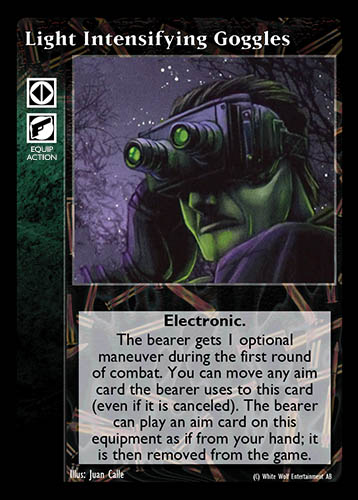 Light Intensifying Goggles
EQUIP
ACTION
Electronic.
The bearer gets 1 optional
maneuver during the first round
of combat. You can move any aim
card the bearer uses to this card
(even if it is canceled). The bearer
can play an aim card on this
equipment as if from your hand; it
is then removed from the game.
Illus: Juan Calle
(C) White Wolf Entertainment AB